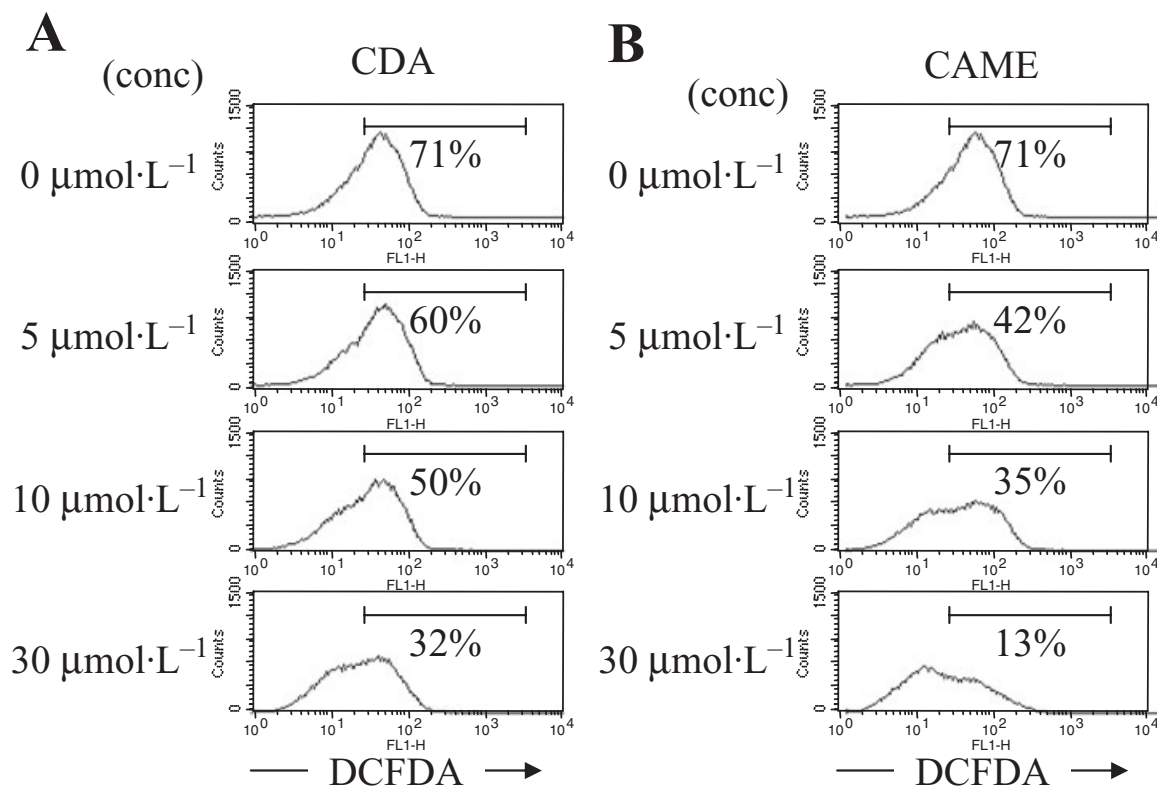 A
(conc)
CDA
0 μmol·L⁻¹
1500
Counts
0
71%
10⁰ 10¹ 10² 10³ 10⁴
FL1-H
5 μmol·L⁻¹
1500
Counts
0
60%
10⁰ 10¹ 10² 10³ 10⁴
FL1-H
10 μmol·L⁻¹
1500
Counts
0
50%
10⁰ 10¹ 10² 10³ 10⁴
FL1-H
30 μmol·L⁻¹
1500
Counts
0
32%
10⁰ 10¹ 10² 10³ 10⁴
FL1-H
DCFDA
B
(conc)
CAME
0 μmol·L⁻¹
1500
Counts
0
71%
10⁰ 10¹ 10² 10³ 10⁴
FL1-H
5 μmol·L⁻¹
1500
Counts
0
42%
10⁰ 10¹ 10² 10³ 10⁴
FL1-H
10 μmol·L⁻¹
1500
Counts
0
35%
10⁰ 10¹ 10² 10³ 10⁴
FL1-H
30 μmol·L⁻¹
1500
Counts
0
13%
10⁰ 10¹ 10² 10³ 10⁴
FL1-H
DCFDA